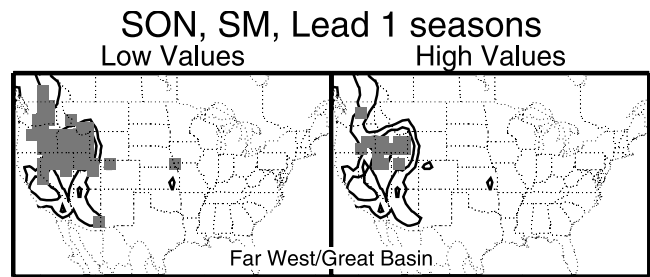 SON, SM, Lead 1 seasons
Low Values
High Values
Far West/Great Basin